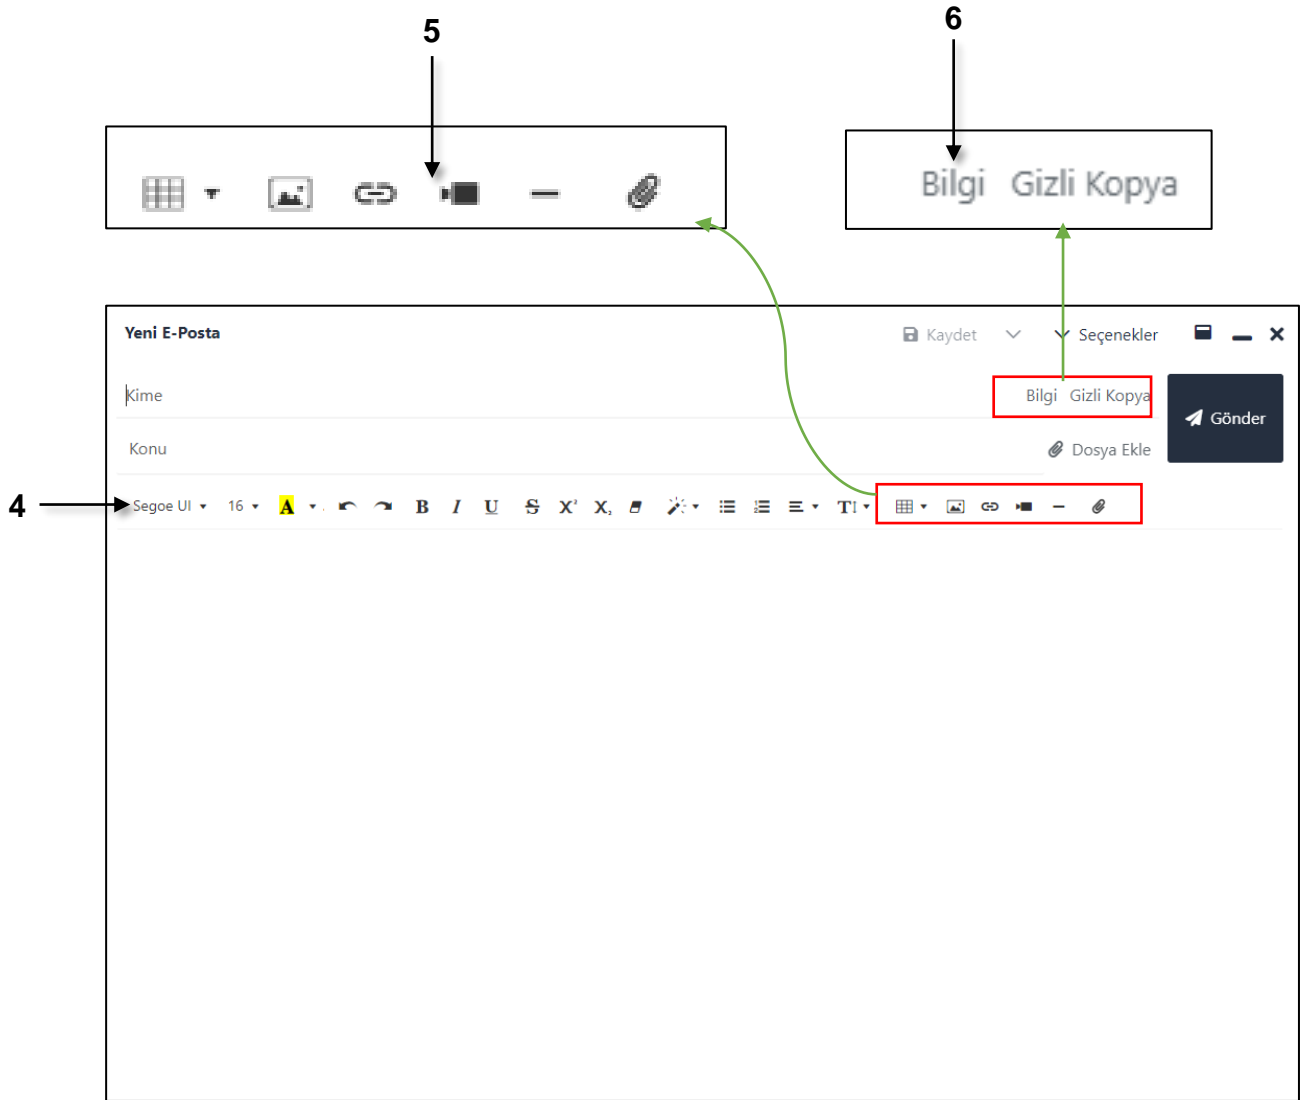 5
6
Bilgi Gizli Kopya
Yeni E-Posta
Kaydet
Seçenekler
Kime
Bilgi Gizli Kopya
Gönder
Konu
Dosya Ekle
4
Segoe UI 16 A B I U S X² X₂ T